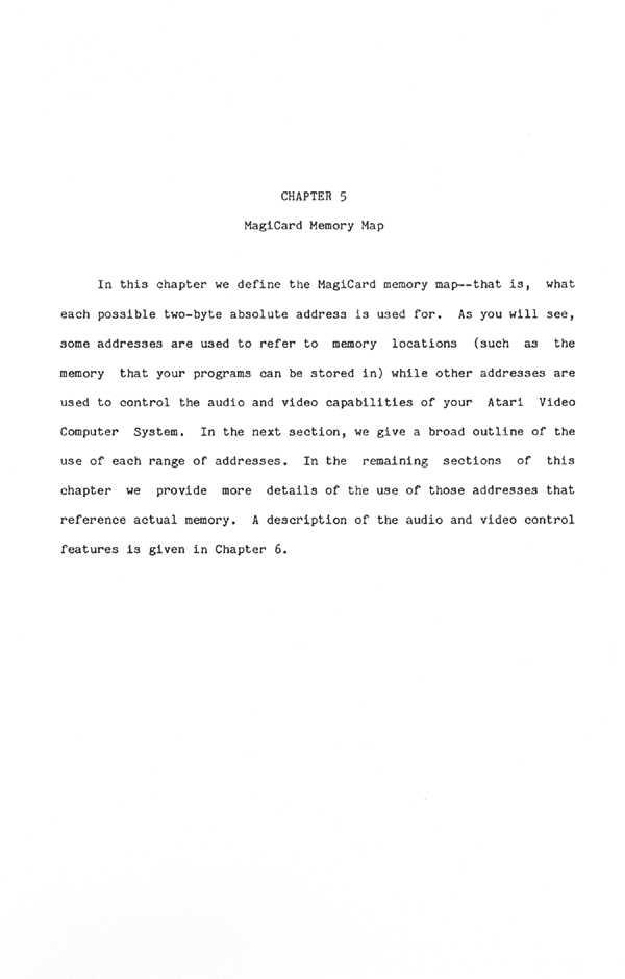 CHAPTER 5
MagiCard Memory Map
In this chapter we define the MagiCard memory map--that is, what
each possible two-byte absolute address is used for. As you will see,
some addresses are used to refer to memory locations (such as the
memory that your programs can be stored in) while other addresses are
used to control the audio and video capabilities of your Atari Video
Computer System. In the next section, we give a broad outline of the
use of each range of addresses. In the remaining sections of this
chapter we provide more details of the use of those addresses that
reference actual memory. A description of the audio and video control
features is given in Chapter 6.